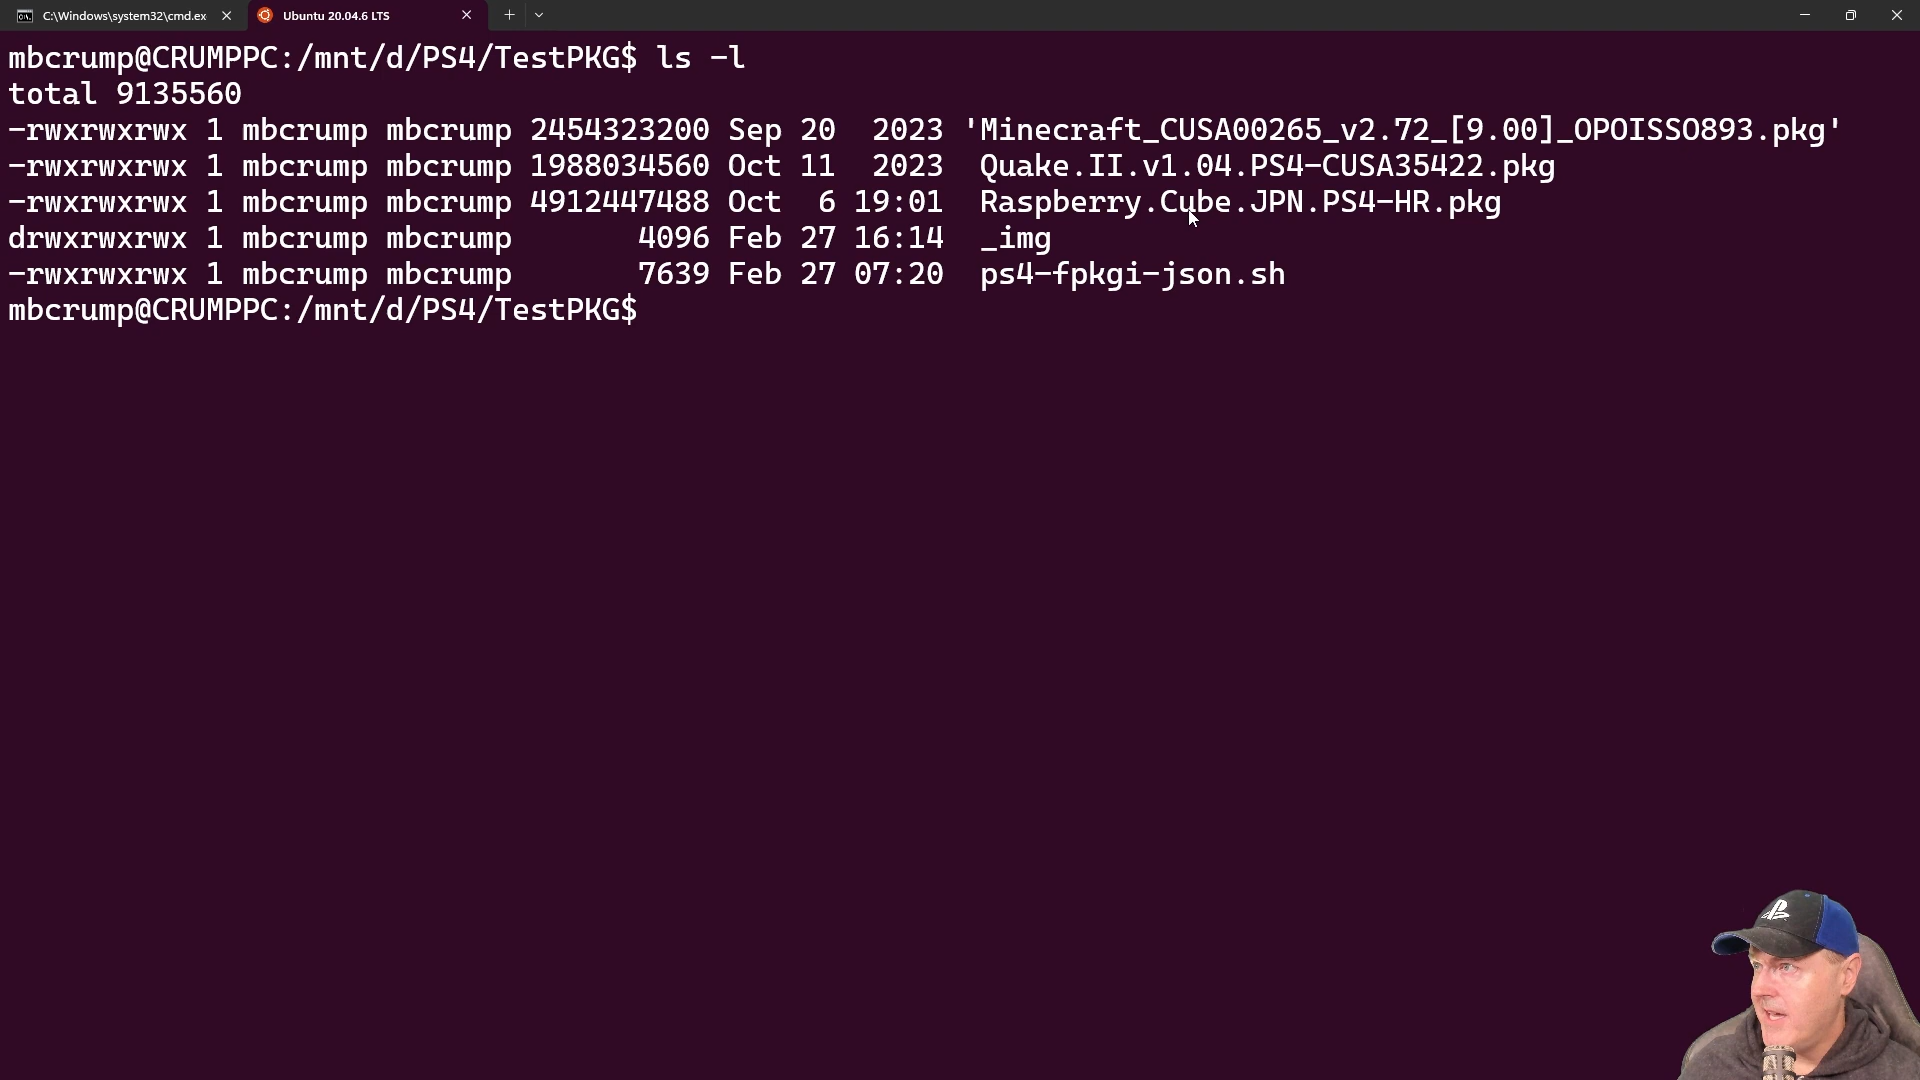 C:\Windows\system32\cmd.ex
Ubuntu 20.04.6 LTS
mbcrump@CRUMPPC:/mnt/d/PS4/TestPKG$ ls -l
total 9135560
-rwxrwxrwx 1 mbcrump mbcrump 2454323200 Sep 20  2023 'Minecraft_CUSA00265_v2.72_[9.00]_OPOISSO893.pkg'
-rwxrwxrwx 1 mbcrump mbcrump 1988034560 Oct 11  2023  Quake.II.v1.04.PS4-CUSA35422.pkg
-rwxrwxrwx 1 mbcrump mbcrump 4912447488 Oct  6 19:01  Raspberry.Cube.JPN.PS4-HR.pkg
drwxrwxrwx 1 mbcrump mbcrump       4096 Feb 27 16:14  _img
-rwxrwxrwx 1 mbcrump mbcrump       7639 Feb 27 07:20  ps4-fpkgi-json.sh
mbcrump@CRUMPPC:/mnt/d/PS4/TestPKG$